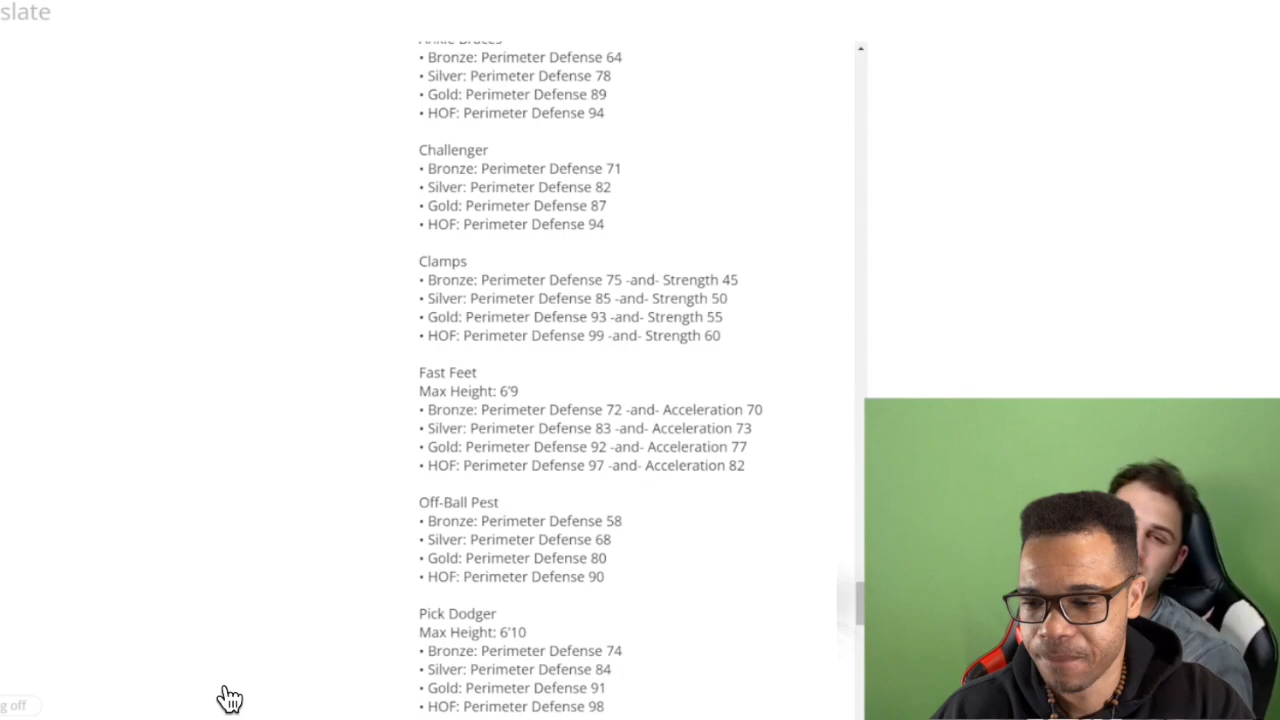 slate
Ankle Braces
• Bronze: Perimeter Defense 64
• Silver: Perimeter Defense 78
• Gold: Perimeter Defense 89
• HOF: Perimeter Defense 94
Challenger
• Bronze: Perimeter Defense 71
• Silver: Perimeter Defense 82
• Gold: Perimeter Defense 87
• HOF: Perimeter Defense 94
Clamps
• Bronze: Perimeter Defense 75 -and- Strength 45
• Silver: Perimeter Defense 85 -and- Strength 50
• Gold: Perimeter Defense 93 -and- Strength 55
• HOF: Perimeter Defense 99 -and- Strength 60
Fast Feet
Max Height: 6'9
• Bronze: Perimeter Defense 72 -and- Acceleration 70
• Silver: Perimeter Defense 83 -and- Acceleration 73
• Gold: Perimeter Defense 92 -and- Acceleration 77
• HOF: Perimeter Defense 97 -and- Acceleration 82
Off-Ball Pest
• Bronze: Perimeter Defense 58
• Silver: Perimeter Defense 68
• Gold: Perimeter Defense 80
• HOF: Perimeter Defense 90
Pick Dodger
Max Height: 6'10
• Bronze: Perimeter Defense 74
• Silver: Perimeter Defense 84
• Gold: Perimeter Defense 91
• HOF: Perimeter Defense 98
g off